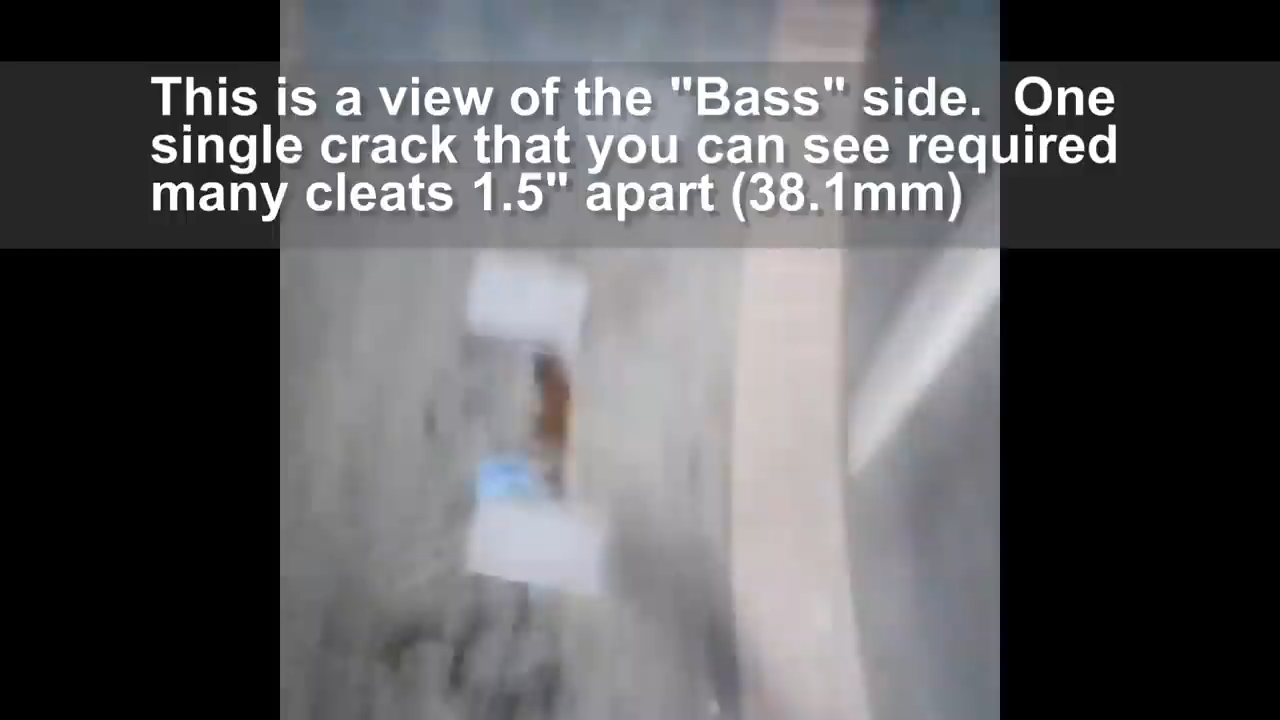 This is a view of the "Bass" side.  One
single crack that you can see required
many cleats 1.5" apart (38.1mm)